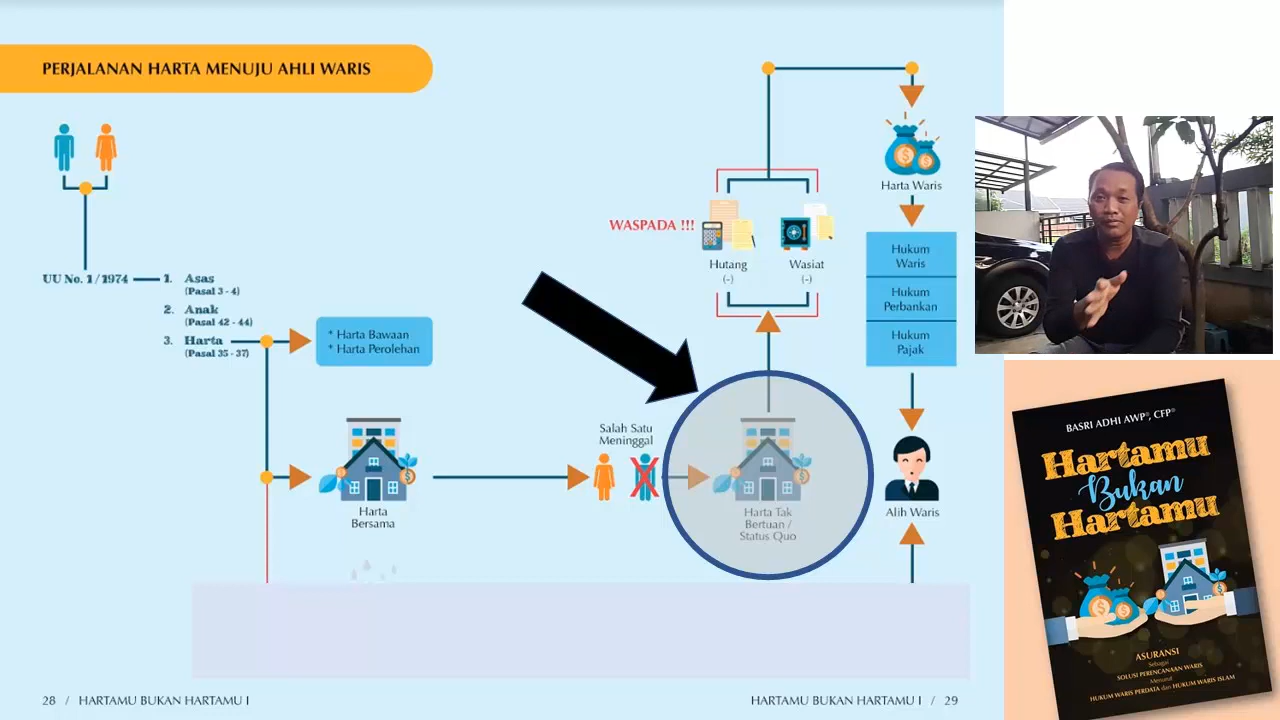 PERJALANAN HARTA MENUJU AHLI WARIS
UU No. 1 / 1974
1. Asas
(Pasal 3 - 4)
2. Anak
(Pasal 42 - 44)
3. Harta
(Pasal 35 - 37)
* Harta Bawaan
* Harta Perolehan
Harta
Bersama
Salah Satu
Meninggal
Harta Tak
Bertuan /
Status Quo
WASPADA !!!
Hutang
(-)
Wasiat
(-)
Harta Waris
Hukum
Waris
Hukum
Perbankan
Hukum
Pajak
Alih Waris
28 / HARTAMU BUKAN HARTAMU I
HARTAMU BUKAN HARTAMU I / 29
BASRI ADHI AWP®, CFP®
Hartamu
Bukan
Hartamu
ASURANSI
Sebagai
SOLUSI PERENCANAAN WARIS
Menurut
HUKUM WARIS PERDATA dan HUKUM WARIS ISLAM